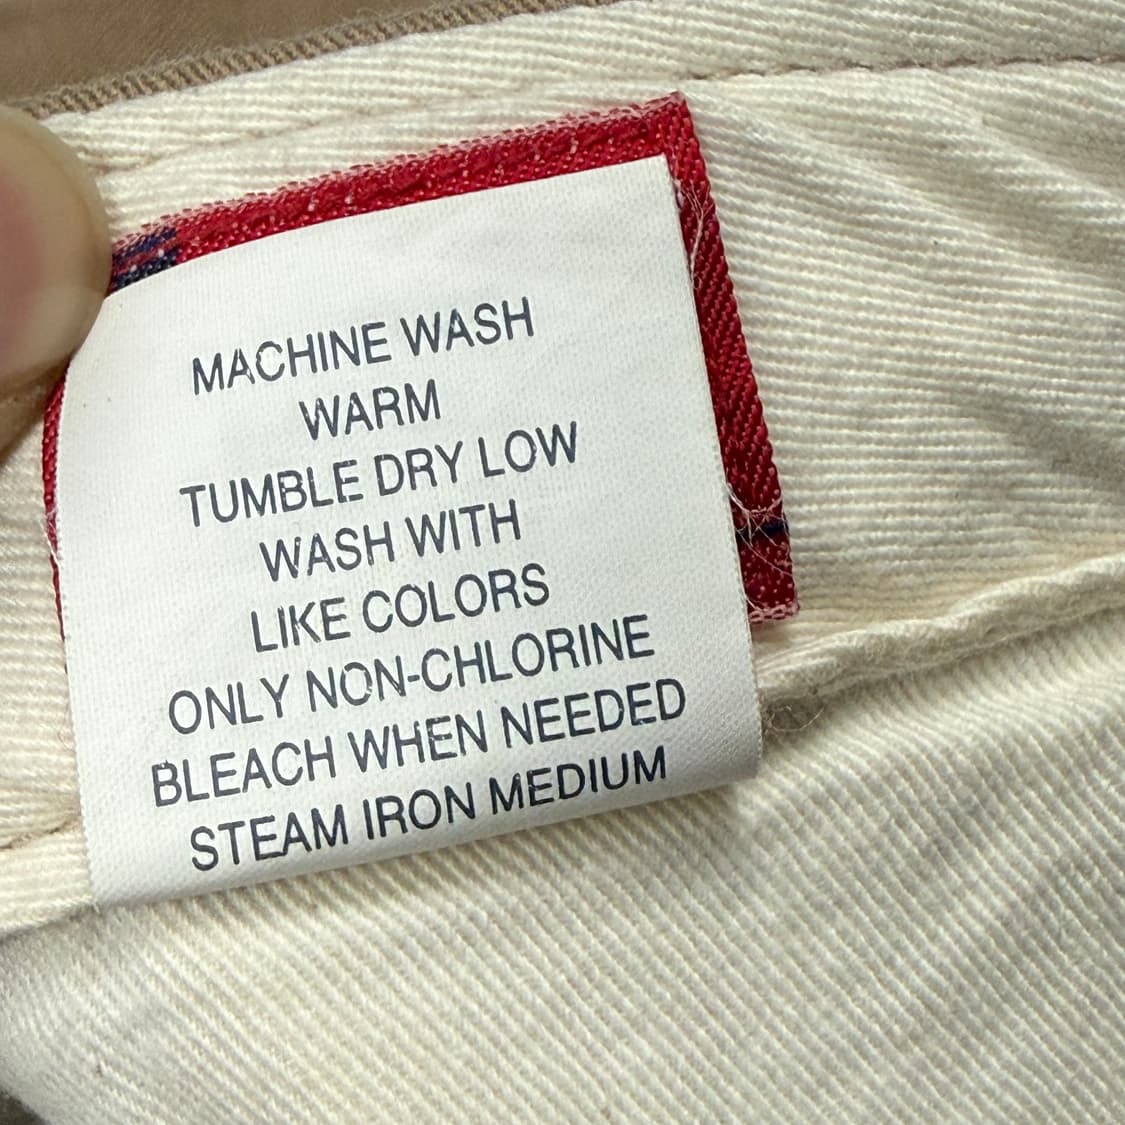 MACHINE WASH
WARM
TUMBLE DRY LOW
WASH WITH
LIKE COLORS
ONLY NON-CHLORINE
BLEACH WHEN NEEDED
STEAM IRON MEDIUM